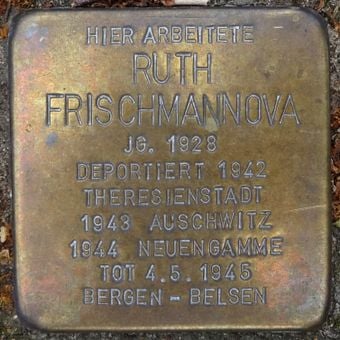 HIER ARBEITETE
RUTH
FRISCHMANNOVA
JG. 1928
DEPORTIERT 1942
THERESIENSTADT
1943 AUSCHWITZ
1944 NEUENGAMME
TOT 4.5.1945
BERGEN - BELSEN